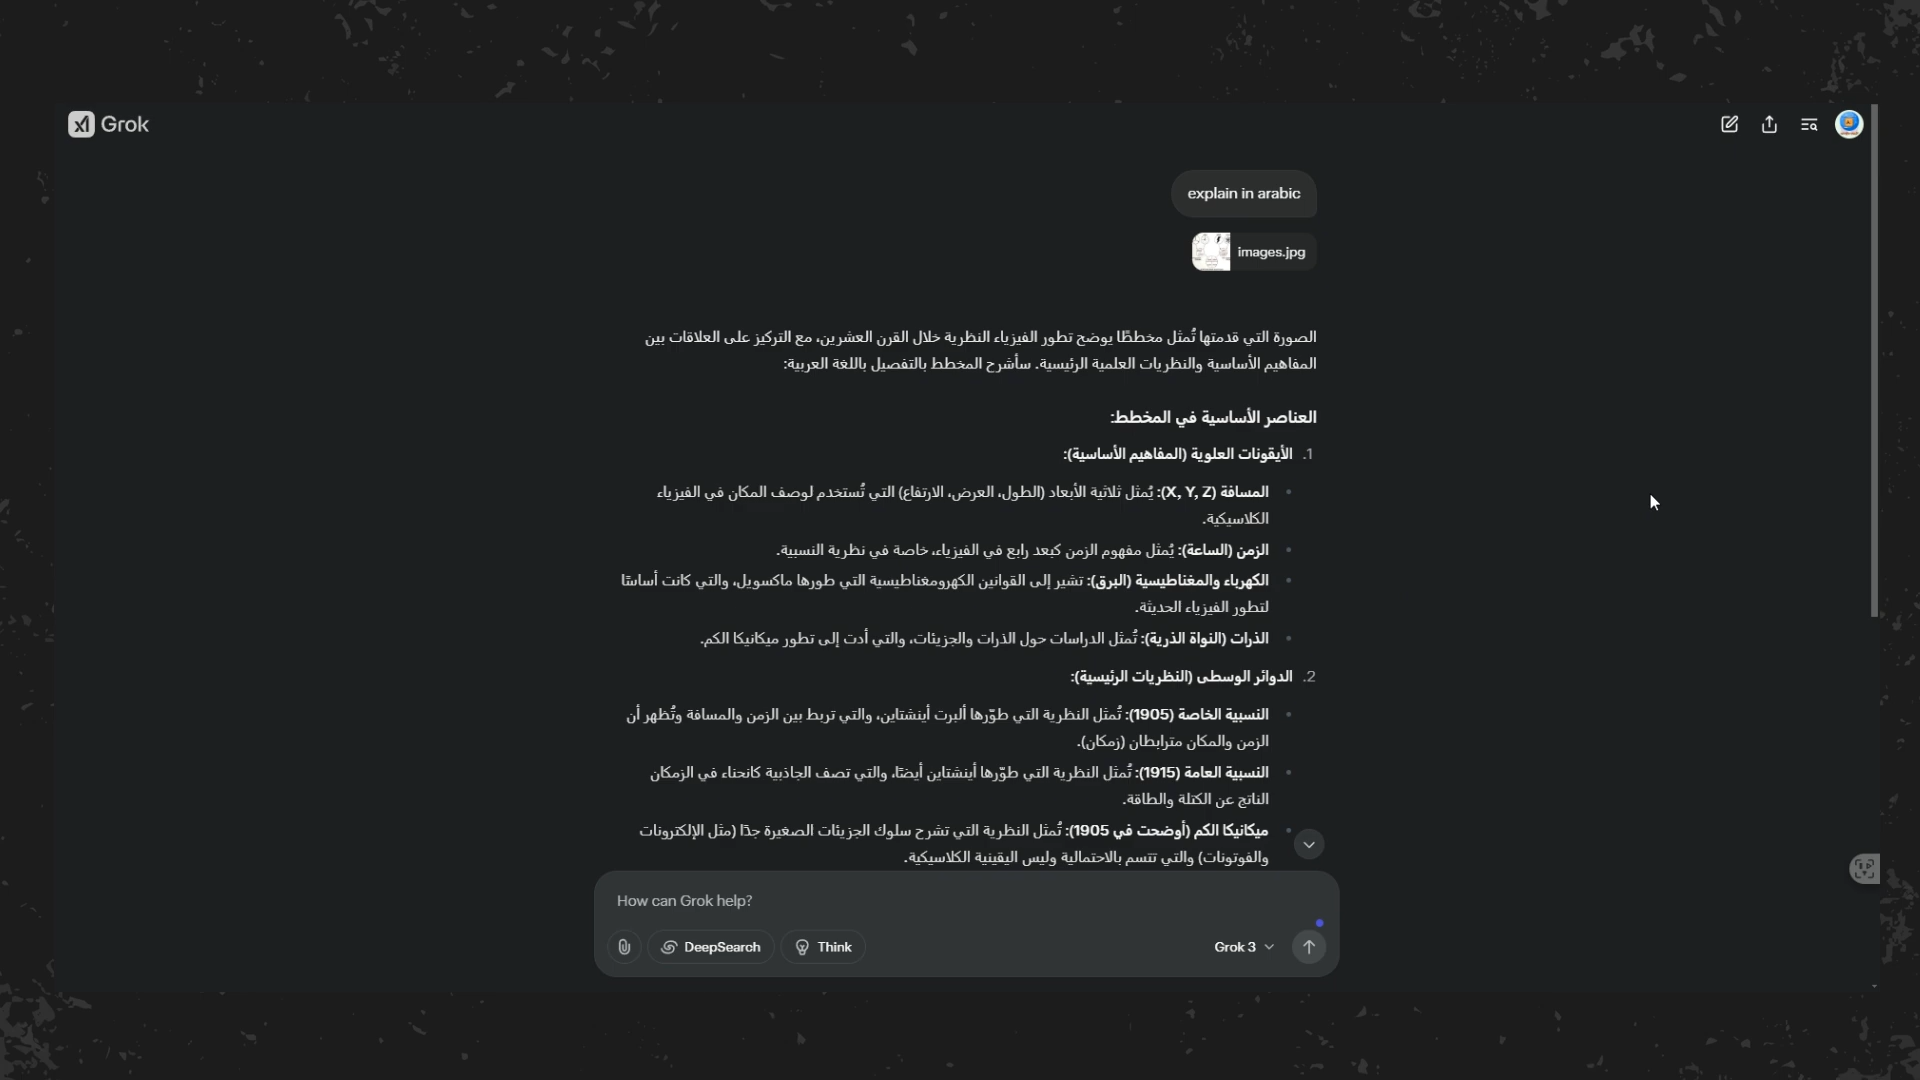 Grok
explain in arabic
images.jpg
الصورة التي قدمتها تُمثل مخططًا يوضح تطور الفيزياء النظرية خلال القرن العشرين، مع التركيز على العلاقات بين
المفاهيم الأساسية والنظريات العلمية الرئيسية. سأشرح المخطط بالتفصيل باللغة العربية:
العناصر الأساسية في المخطط:
1. الأيقونات العلوية (المفاهيم الأساسية):
• المسافة (X, Y, Z): يُمثل ثلاثية الأبعاد (الطول، العرض، الارتفاع) التي تُستخدم لوصف المكان في الفيزياء
الكلاسيكية.
• الزمن (الساعة): يُمثل مفهوم الزمن كبعد رابع في الفيزياء، خاصة في نظرية النسبية.
• الكهرباء والمغناطيسية (البرق): تشير إلى القوانين الكهرومغناطيسية التي طورها ماكسويل، والتي كانت أساسًا
لتطور الفيزياء الحديثة.
• الذرات (النواة الذرية): تُمثل الدراسات حول الذرات والجزيئات، والتي أدت إلى تطور ميكانيكا الكم.
2. الدوائر الوسطى (النظريات الرئيسية):
• النسبية الخاصة (1905): تُمثل النظرية التي طوّرها ألبرت أينشتاين، والتي تربط بين الزمن والمسافة وتُظهر أن
الزمن والمكان مترابطان (زمكان).
• النسبية العامة (1915): تُمثل النظرية التي طوّرها أينشتاين أيضًا، والتي تصف الجاذبية كانحناء في الزمكان
الناتج عن الكتلة والطاقة.
• ميكانيكا الكم (أوضحت في 1905): تُمثل النظرية التي تشرح سلوك الجزيئات الصغيرة جدًا (مثل الإلكترونات
والفوتونات) والتي تتسم بالاحتمالية وليس اليقينية الكلاسيكية.
How can Grok help?
DeepSearch
Think
Grok 3